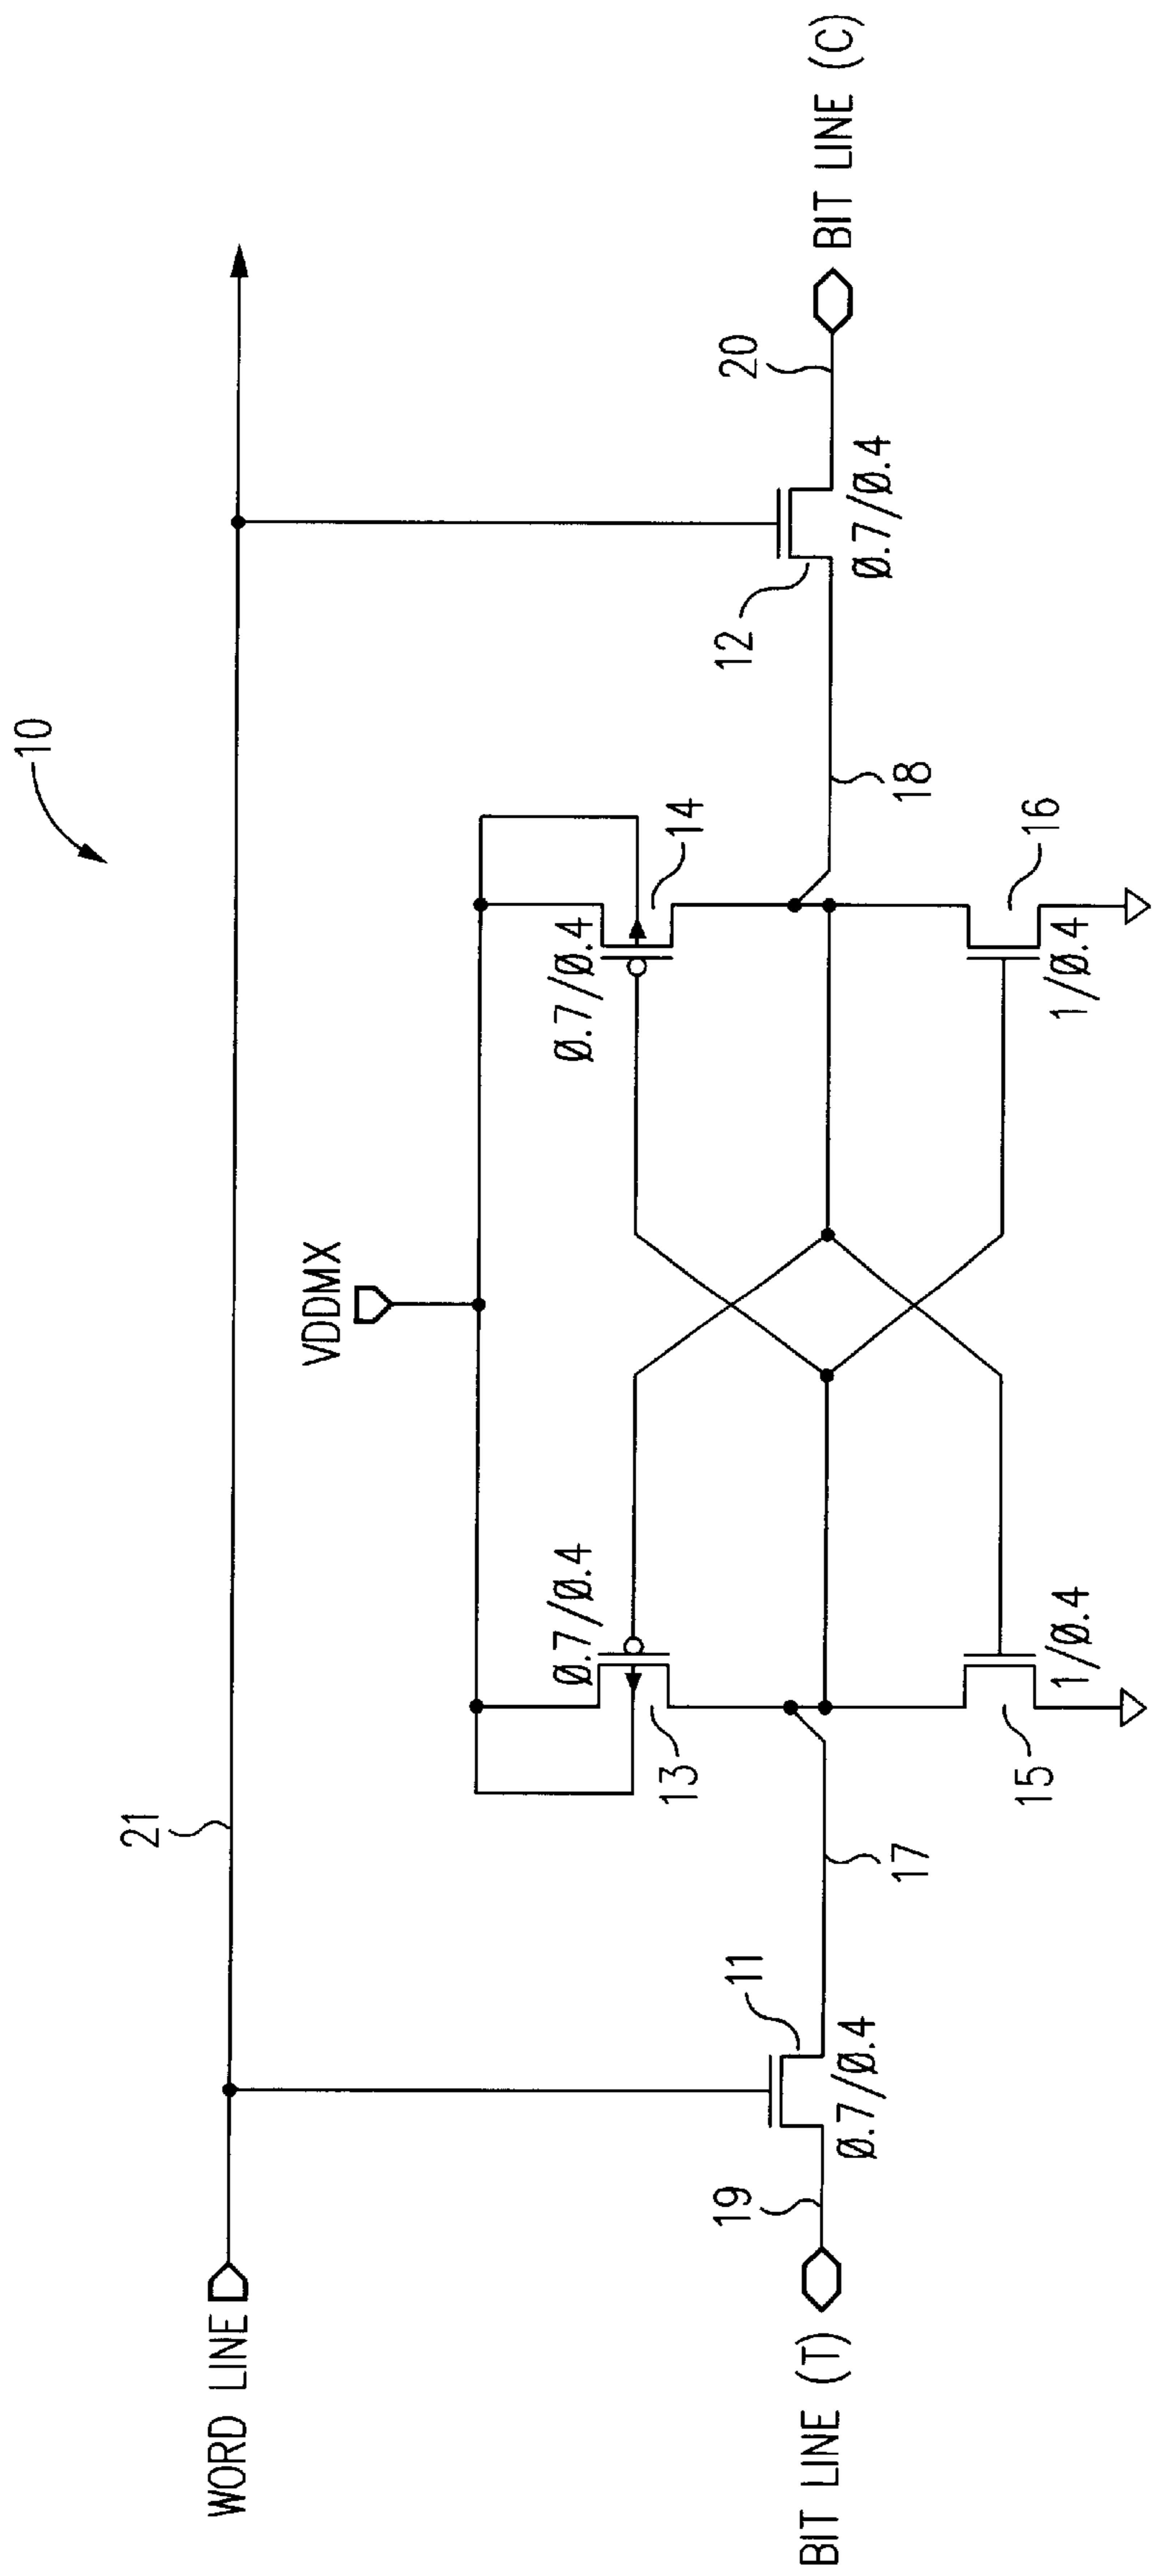 10
WORD LINE
21
VDDMX
Ø.7/Ø.4
Ø.7/Ø.4
13
14
19
11
12
20
BIT LINE (T)
Ø.7/Ø.4
17
18
Ø.7/Ø.4
BIT LINE (C)
15
1/Ø.4
1/Ø.4
16